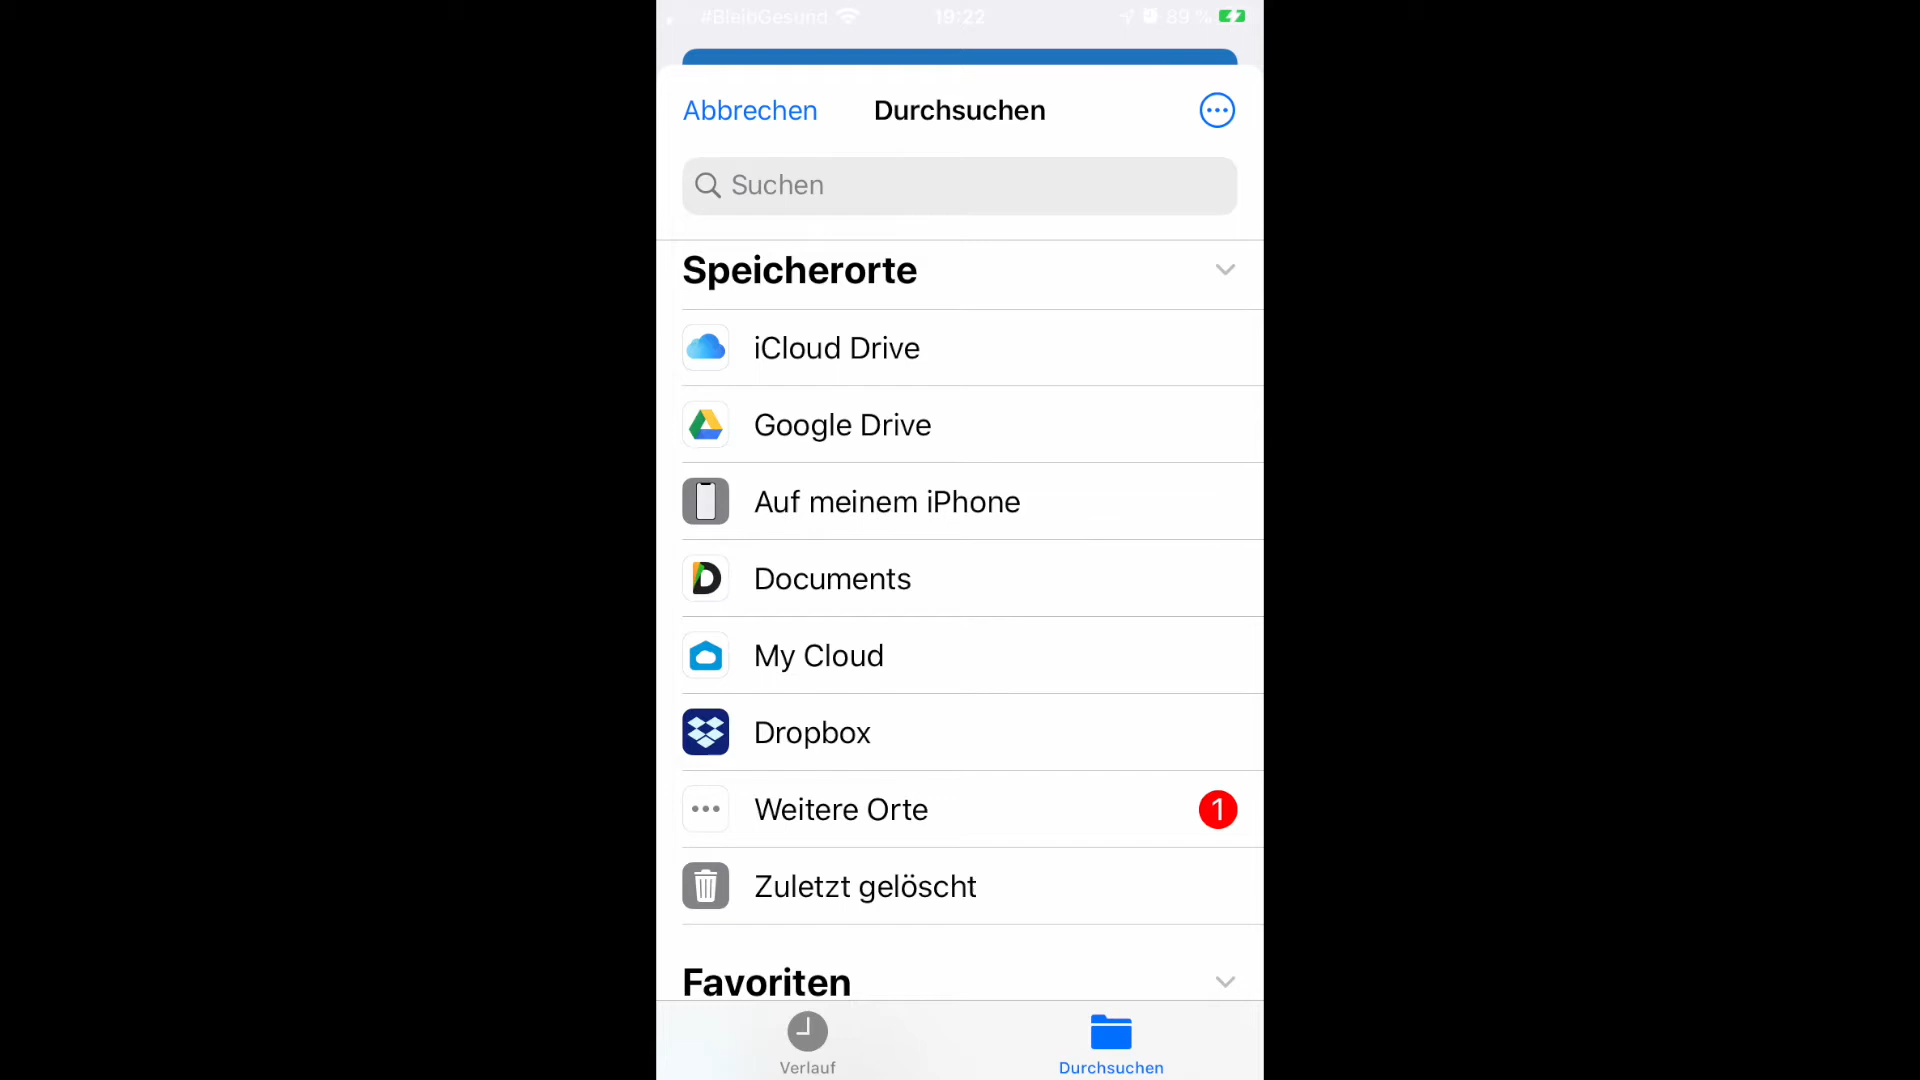 #BleibGesund 19:22 89 %
Abbrechen Durchsuchen
Suchen
Speicherorte
iCloud Drive
Google Drive
Auf meinem iPhone
Documents
My Cloud
Dropbox
Weitere Orte 1
Zuletzt gelöscht
Favoriten
Verlauf Durchsuchen